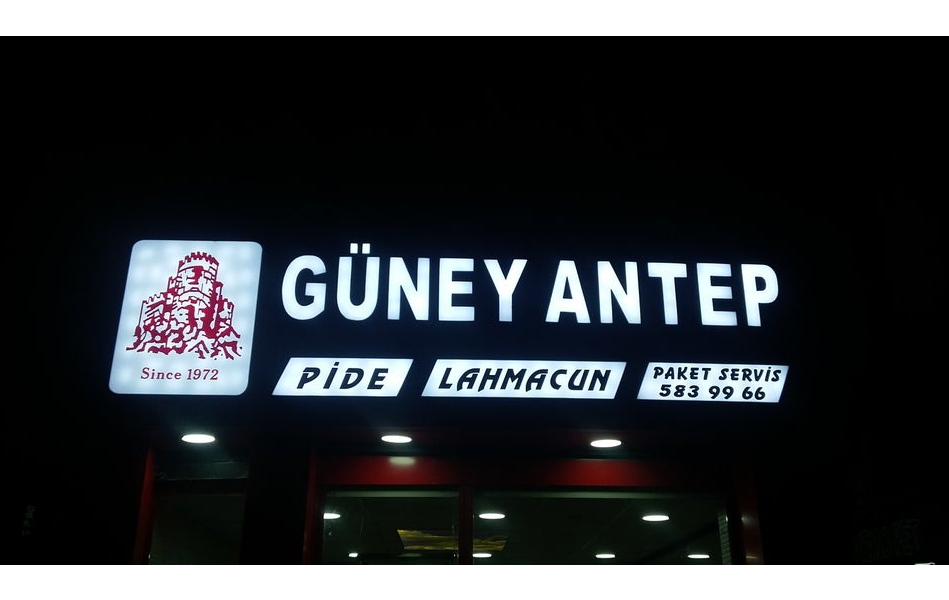 GÜNEY ANTEP
Since 1972
PİDE
LAHMACUN
PAKET SERVİS
583 99 66